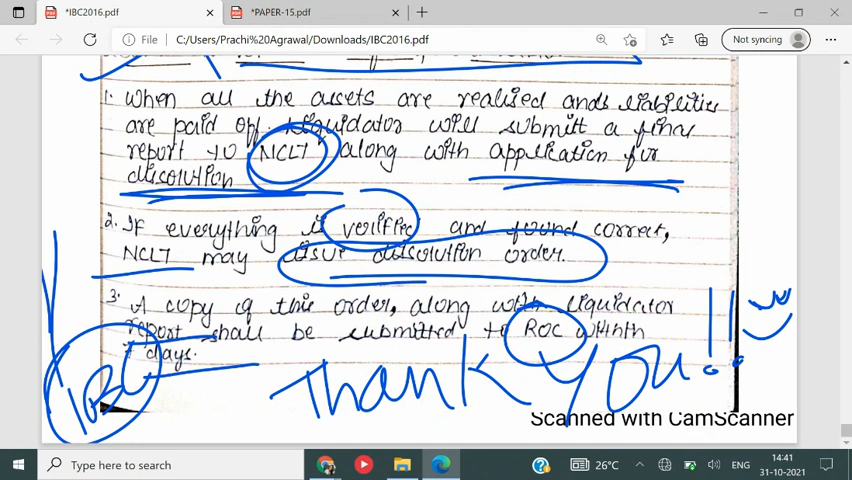 *IBC2016.pdf
*PAPER-15.pdf
File
C:/Users/Prachi%20Agrawal/Downloads/IBC2016.pdf
Not syncing
1. When all the assets are realised and liabilities
are paid off. Liquidator will submitt a final
report to NCLT along with application for
dissolution
2. If everything is verified and found correct,
NCLT may issue dissolution order.
3. A copy of this order, along with liquidator
report shall be submitted to ROC within
7 days.
IBC
Thank You!!
Scanned with CamScanner
Type here to search
26°C
ENG
14:41
31-10-2021